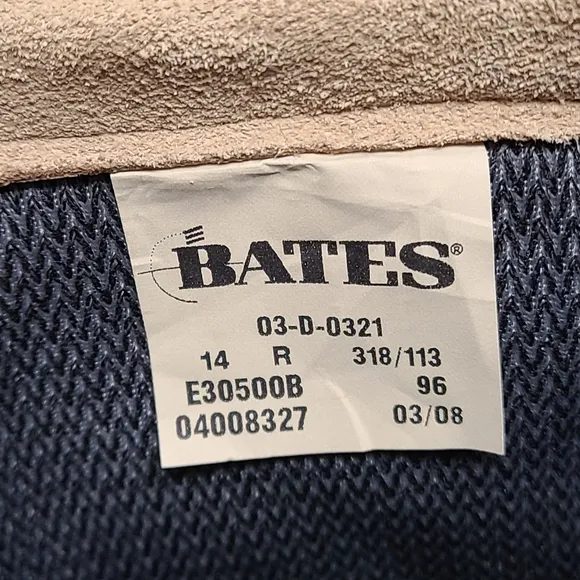 BATES®
03-D-0321
14 R 318/113
E30500B 96
04008327 03/08